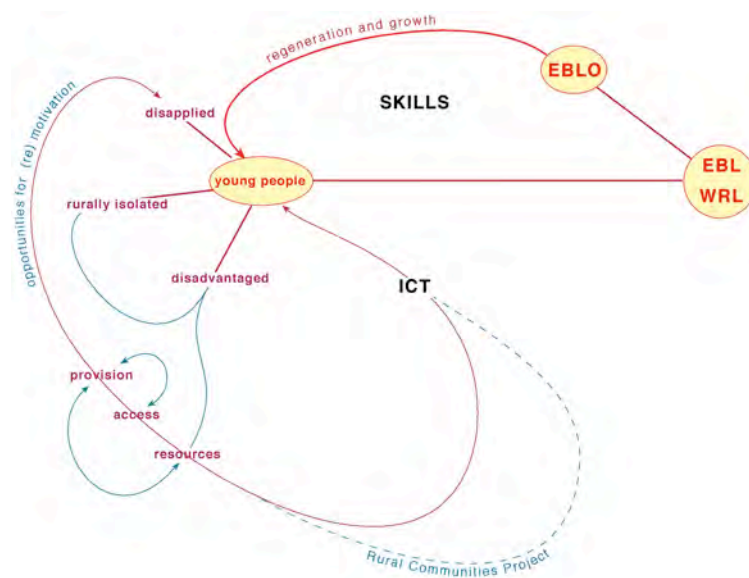 regeneration and growth
EBLO
SKILLS
disapplied
opportunities for (re) motivation
young people
EBL
WRL
rurally isolated
disadvantaged
ICT
provision
access
resources
Rural Communities Project